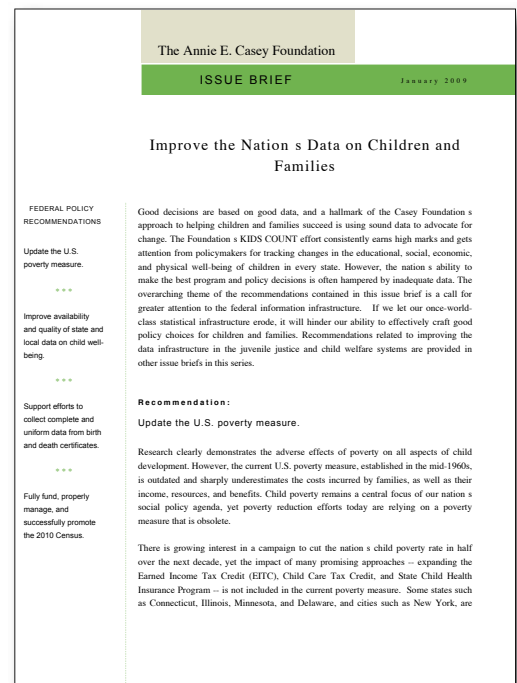 The Annie E. Casey Foundation
ISSUE BRIEF
January 2009
Improve the Nation s Data on Children and
Families
FEDERAL POLICY
RECOMMENDATIONS
Update the U.S.
poverty measure.
***
Improve availability
and quality of state and
local data on child well-
being.
***
Support efforts to
collect complete and
uniform data from birth
and death certificates.
***
Fully fund, properly
manage, and
successfully promote
the 2010 Census.
Good decisions are based on good data, and a hallmark of the Casey Foundation s
approach to helping children and families succeed is using sound data to advocate for
change. The Foundation s KIDS COUNT effort consistently earns high marks and gets
attention from policymakers for tracking changes in the educational, social, economic,
and physical well-being of children in every state. However, the nation s ability to
make the best program and policy decisions is often hampered by inadequate data. The
overarching theme of the recommendations contained in this issue brief is a call for
greater attention to the federal information infrastructure. If we let our once-world-
class statistical infrastructure erode, it will hinder our ability to effectively craft good
policy choices for children and families. Recommendations related to improving the
data infrastructure in the juvenile justice and child welfare systems are provided in
other issue briefs in this series.
Recommendation:
Update the U.S. poverty measure.
Research clearly demonstrates the adverse effects of poverty on all aspects of child
development. However, the current U.S. poverty measure, established in the mid-1960s,
is outdated and sharply underestimates the costs incurred by families, as well as their
income, resources, and benefits. Child poverty remains a central focus of our nation s
social policy agenda, yet poverty reduction efforts today are relying on a poverty
measure that is obsolete.
There is growing interest in a campaign to cut the nation s child poverty rate in half
over the next decade, yet the impact of many promising approaches -- expanding the
Earned Income Tax Credit (EITC), Child Care Tax Credit, and State Child Health
Insurance Program -- is not included in the current poverty measure. Some states such
as Connecticut, Illinois, Minnesota, and Delaware, and cities such as New York, are